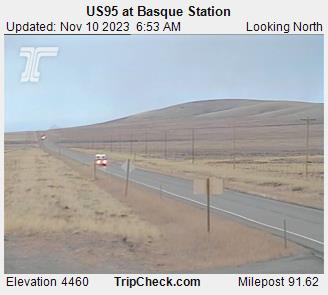 US95 at Basque Station
Updated: Nov 10 2023 6:53 AM Looking North
Elevation 4460 TripCheck.com Milepost 91.62